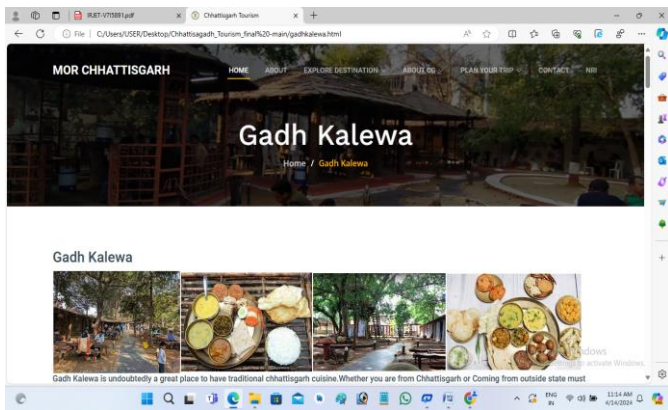 IRJET-V7I5891.pdf
Chhattisgarh Tourism
File
C:/Users/USER/Desktop/Chhattisagadh_Tourism_final%20-main/gadhkalewa.html
MOR CHHATTISGARH
HOME ABOUT EXPLORE DESTINATION ABOUT CG PLAN YOUR TRIP CONTACT NRI
Gadh Kalewa
Home / Gadh Kalewa
Gadh Kalewa
Gadh Kalewa is undoubtedly a great place to have traditional chhattisgarh cuisine.Whether you are from Chhattisgarh or Coming from outside state must
ENG
IN
11:14 AM
4/14/2024